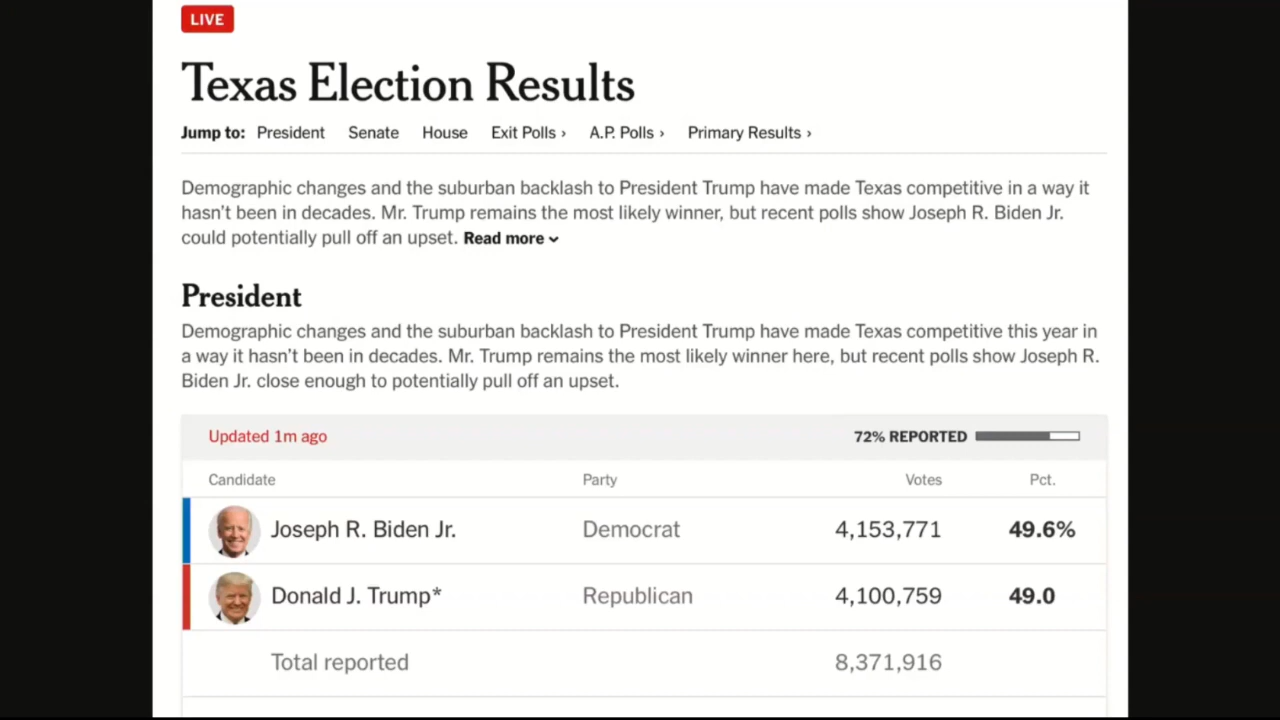 LIVE
Texas Election Results
Jump to: President Senate House Exit Polls › A.P. Polls › Primary Results ›
Demographic changes and the suburban backlash to President Trump have made Texas competitive in a way it
hasn't been in decades. Mr. Trump remains the most likely winner, but recent polls show Joseph R. Biden Jr.
could potentially pull off an upset. Read more
President
Demographic changes and the suburban backlash to President Trump have made Texas competitive this year in
a way it hasn't been in decades. Mr. Trump remains the most likely winner here, but recent polls show Joseph R.
Biden Jr. close enough to potentially pull off an upset.
Updated 1m ago 72% REPORTED
Candidate Party Votes Pct.
Joseph R. Biden Jr. Democrat 4,153,771 49.6%
Donald J. Trump* Republican 4,100,759 49.0
Total reported 8,371,916